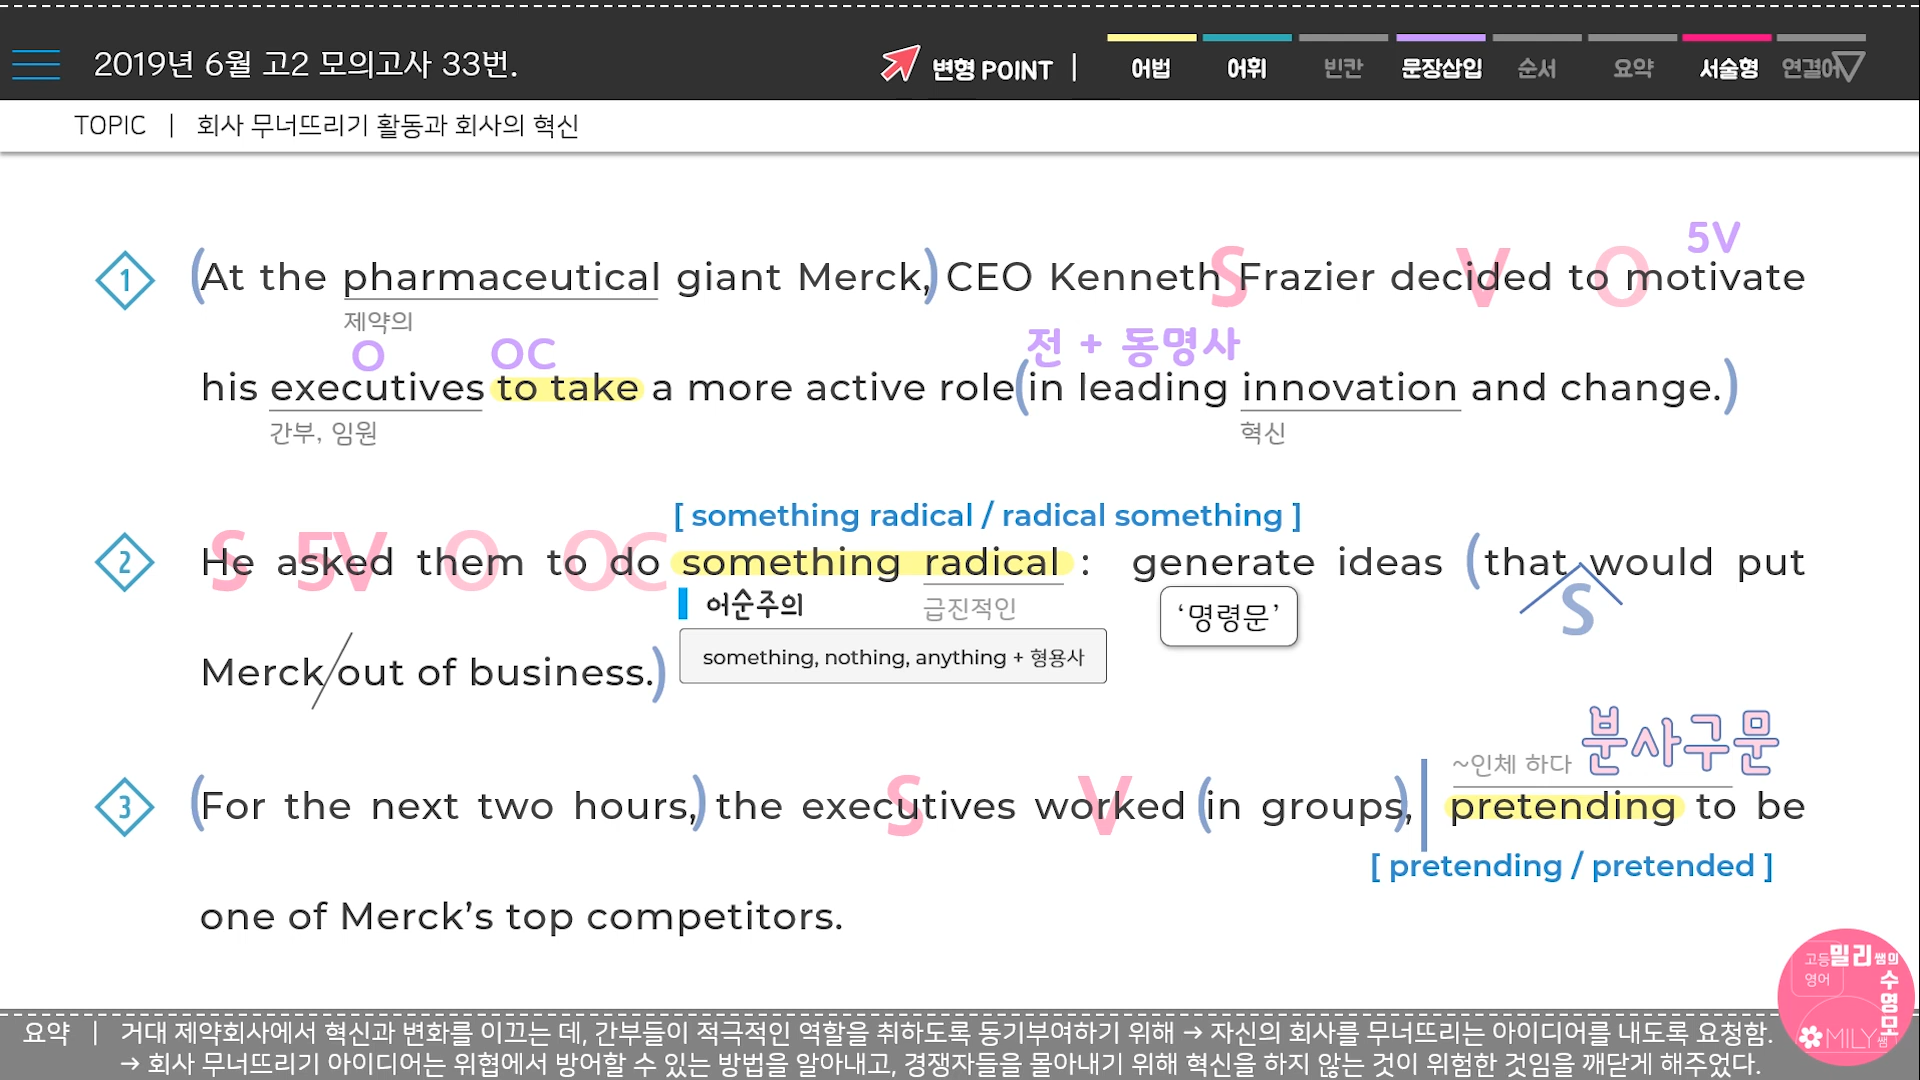 2019년 6월 고2 모의고사 33번.
변형 POINT | 어법 어휘 빈칸 문장삽입 순서 요약 서술형 연결어
TOPIC | 회사 무너뜨리기 활동과 회사의 혁신
S V O 5V
1 (At the pharmaceutical giant Merck,) CEO Kenneth Frazier decided to motivate
제약의
O OC 전 + 동명사
his executives to take a more active role (in leading innovation and change.)
간부, 임원 혁신
[ something radical / radical something ]
S 5V O OC
2 He asked them to do something radical : generate ideas (that would put
어순주의 급진적인 '명령문' S
Merck/out of business.) something, nothing, anything + 형용사
~인체 하다 분사구문
S V
3 (For the next two hours,) the executives worked (in groups), pretending to be
[ pretending / pretended ]
one of Merck's top competitors.
고등 영어 밀리쌤의 수영모
MILY쌤
요약 | 거대 제약회사에서 혁신과 변화를 이끄는 데, 간부들이 적극적인 역할을 취하도록 동기부여하기 위해 → 자신의 회사를 무너뜨리는 아이디어를 내도록 요청함.
→ 회사 무너뜨리기 아이디어는 위협에서 방어할 수 있는 방법을 알아내고, 경쟁자들을 몰아내기 위해 혁신을 하지 않는 것이 위험한 것임을 깨닫게 해주었다.